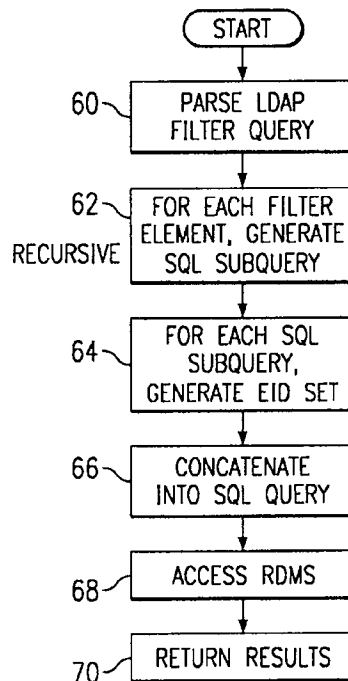 START
60
PARSE LDAP
FILTER QUERY
62
RECURSIVE
FOR EACH FILTER
ELEMENT, GENERATE
SQL SUBQUERY
64
FOR EACH SQL
SUBQUERY,
GENERATE EID SET
66
CONCATENATE
INTO SQL QUERY
68
ACCESS RDMS
70
RETURN RESULTS